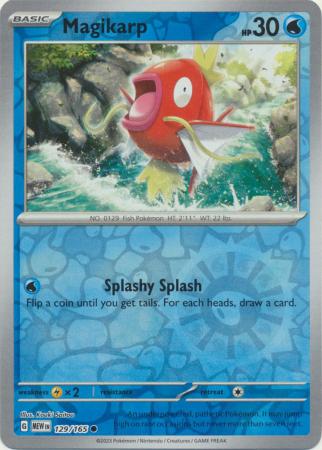 BASIC
Magikarp
HP 30
NO. 0129 Fish Pokémon HT: 2'11" WT: 22 lbs.
Splashy Splash
Flip a coin until you get tails. For each heads, draw a card.
weakness × 2 resistance retreat
Illus. Kouki Saitou
G MEW EN 129/165
An underpowered, pathetic Pokémon. It may jump
high on rare occasions but never more than seven feet.
©2023 Pokémon / Nintendo / Creatures / GAME FREAK